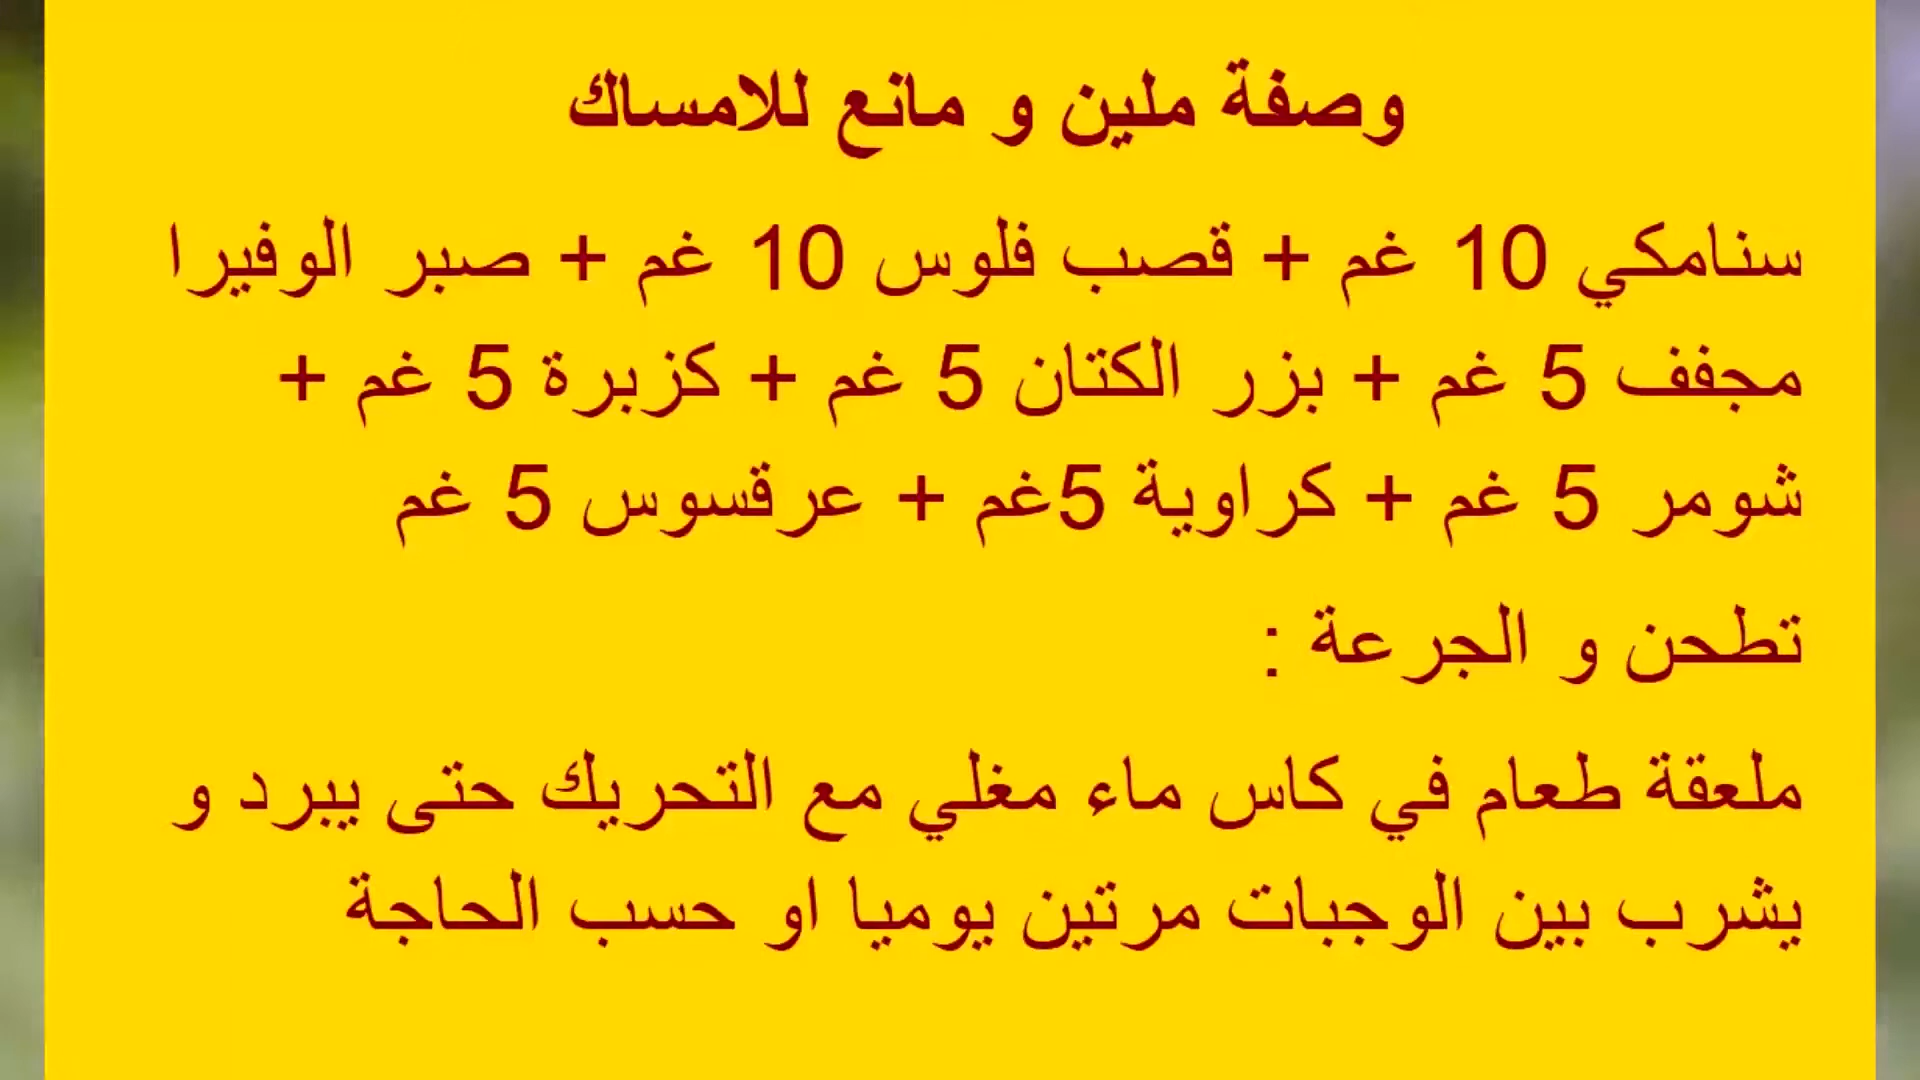 وصفة ملين و مانع للامساك
سنامكي 10 غم + قصب فلوس 10 غم + صبر الوفيرا
مجفف 5 غم + بزر الكتان 5 غم + كزبرة 5 غم +
شومر 5 غم + كراوية 5غم + عرقسوس 5 غم
تطحن و الجرعة :
ملعقة طعام في كاس ماء مغلي مع التحريك حتى يبرد و
يشرب بين الوجبات مرتين يوميا او حسب الحاجة